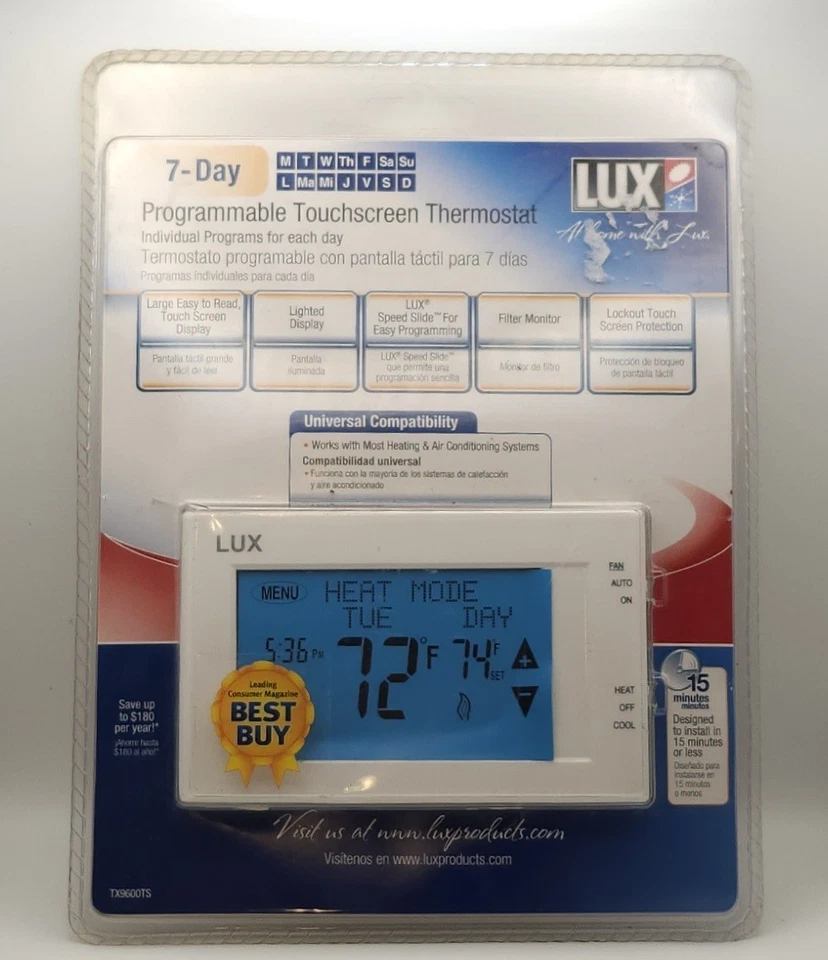 7-Day
M T W Th F Sa Su
L Ma Mi J V S D
LUX
At home with Lux.
Programmable Touchscreen Thermostat
Individual Programs for each day
Termostato programable con pantalla táctil para 7 días
Programas individuales para cada día
Large Easy to Read,
Touch Screen
Display
Pantalla táctil grande
y fácil de leer
Lighted
Display
Pantalla
iluminada
LUX®
Speed Slide™ For
Easy Programming
LUX® Speed Slide™
que permite una
programación sencilla
Filter Monitor
Monitor de filtro
Lockout Touch
Screen Protection
Protección de bloqueo
de pantalla táctil
Universal Compatibility
• Works with Most Heating & Air Conditioning Systems
Compatibilidad universal
• Funciona con la mayoría de los sistemas de calefacción
y aire acondicionado
LUX
MENU HEAT MODE
TUE DAY
5:36 PM 72°F 74°F
SET
+
−
FAN
AUTO
ON
HEAT
OFF
COOL
Leading
Consumer Magazine
BEST
BUY
Save up
to $180
per year!*
¡Ahorre hasta
$180 al año!*
15
minutes
minutos
Designed
to install in
15 minutes
or less
Diseñado para
instalarse en
15 minutos
o menos
Visit us at www.luxproducts.com
Visítenos en www.luxproducts.com
TX9600TS